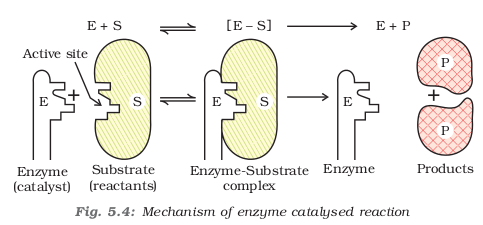 E + S ⇌ [E – S] ⟶ E + P
Active site
E + S ⇌ E S ⟶ E + P P
Enzyme (catalyst)
Substrate (reactants)
Enzyme-Substrate complex
Enzyme
Products
Fig. 5.4: Mechanism of enzyme catalysed reaction